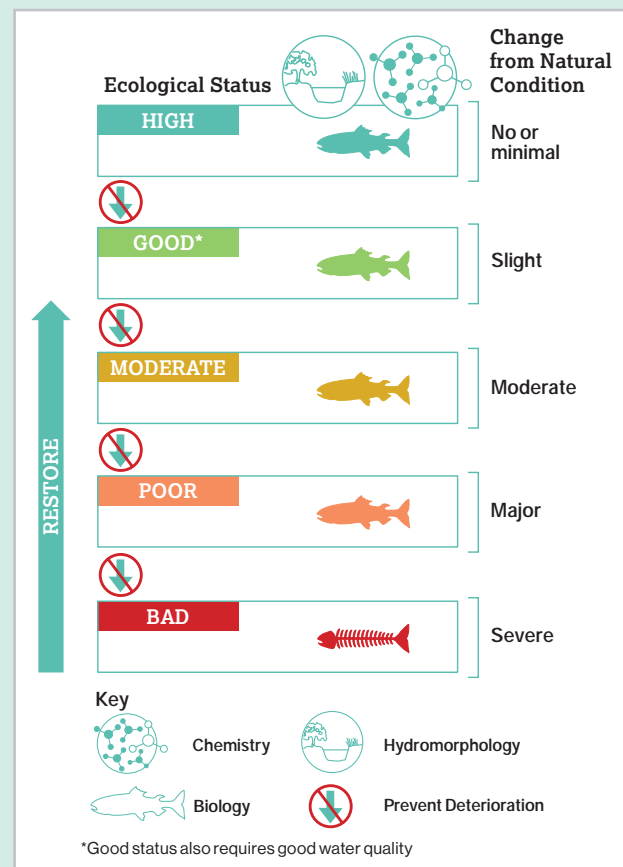 Ecological Status
Change
from Natural
Condition
HIGH
No or
minimal
GOOD*
Slight
MODERATE
Moderate
RESTORE
POOR
Major
BAD
Severe
Key
Chemistry
Hydromorphology
Biology
Prevent Deterioration
*Good status also requires good water quality